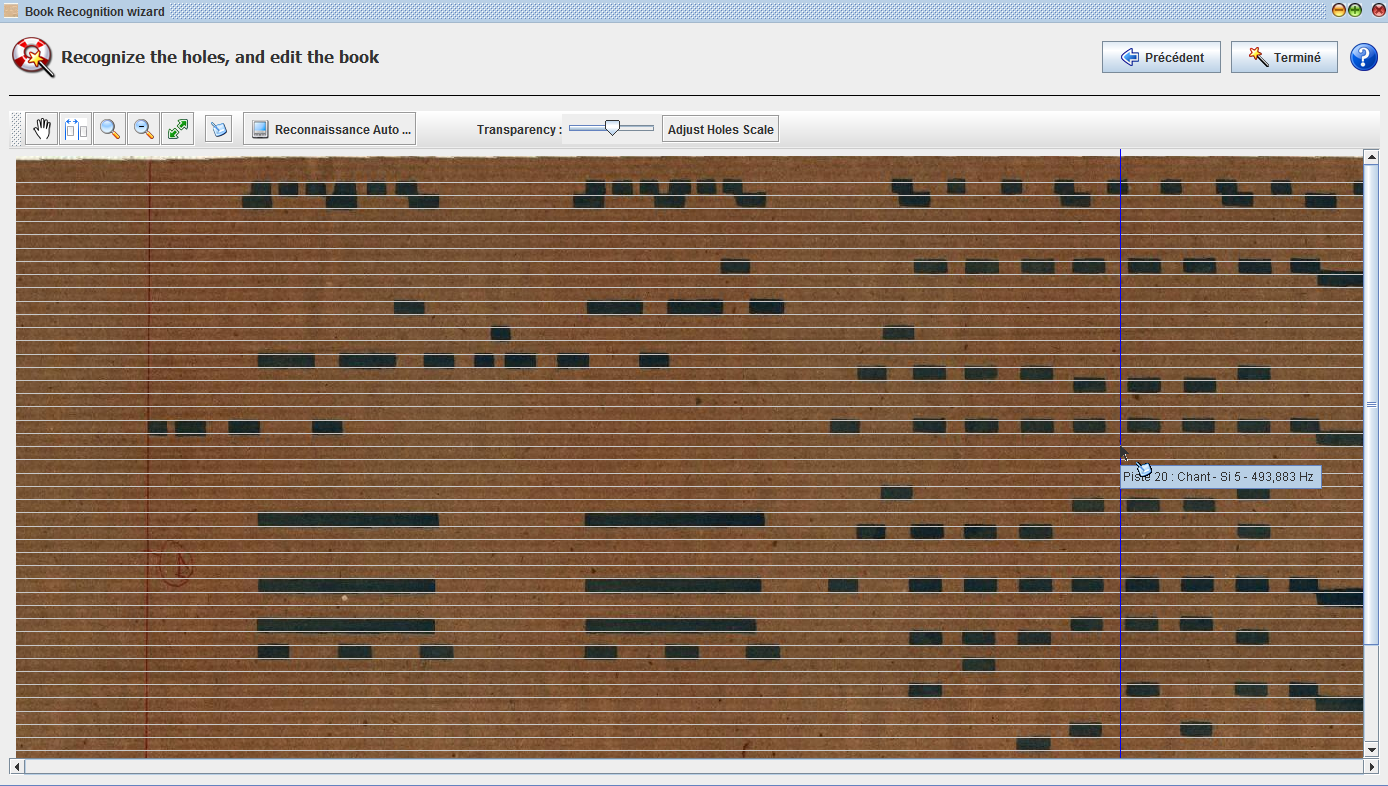 Book Recognition wizard
Recognize the holes, and edit the book
Précédent
Terminé
?
Reconnaissance Auto ...
Transparency :
Adjust Holes Scale
Piste 20 : Chant - Si 5 - 493,883 Hz